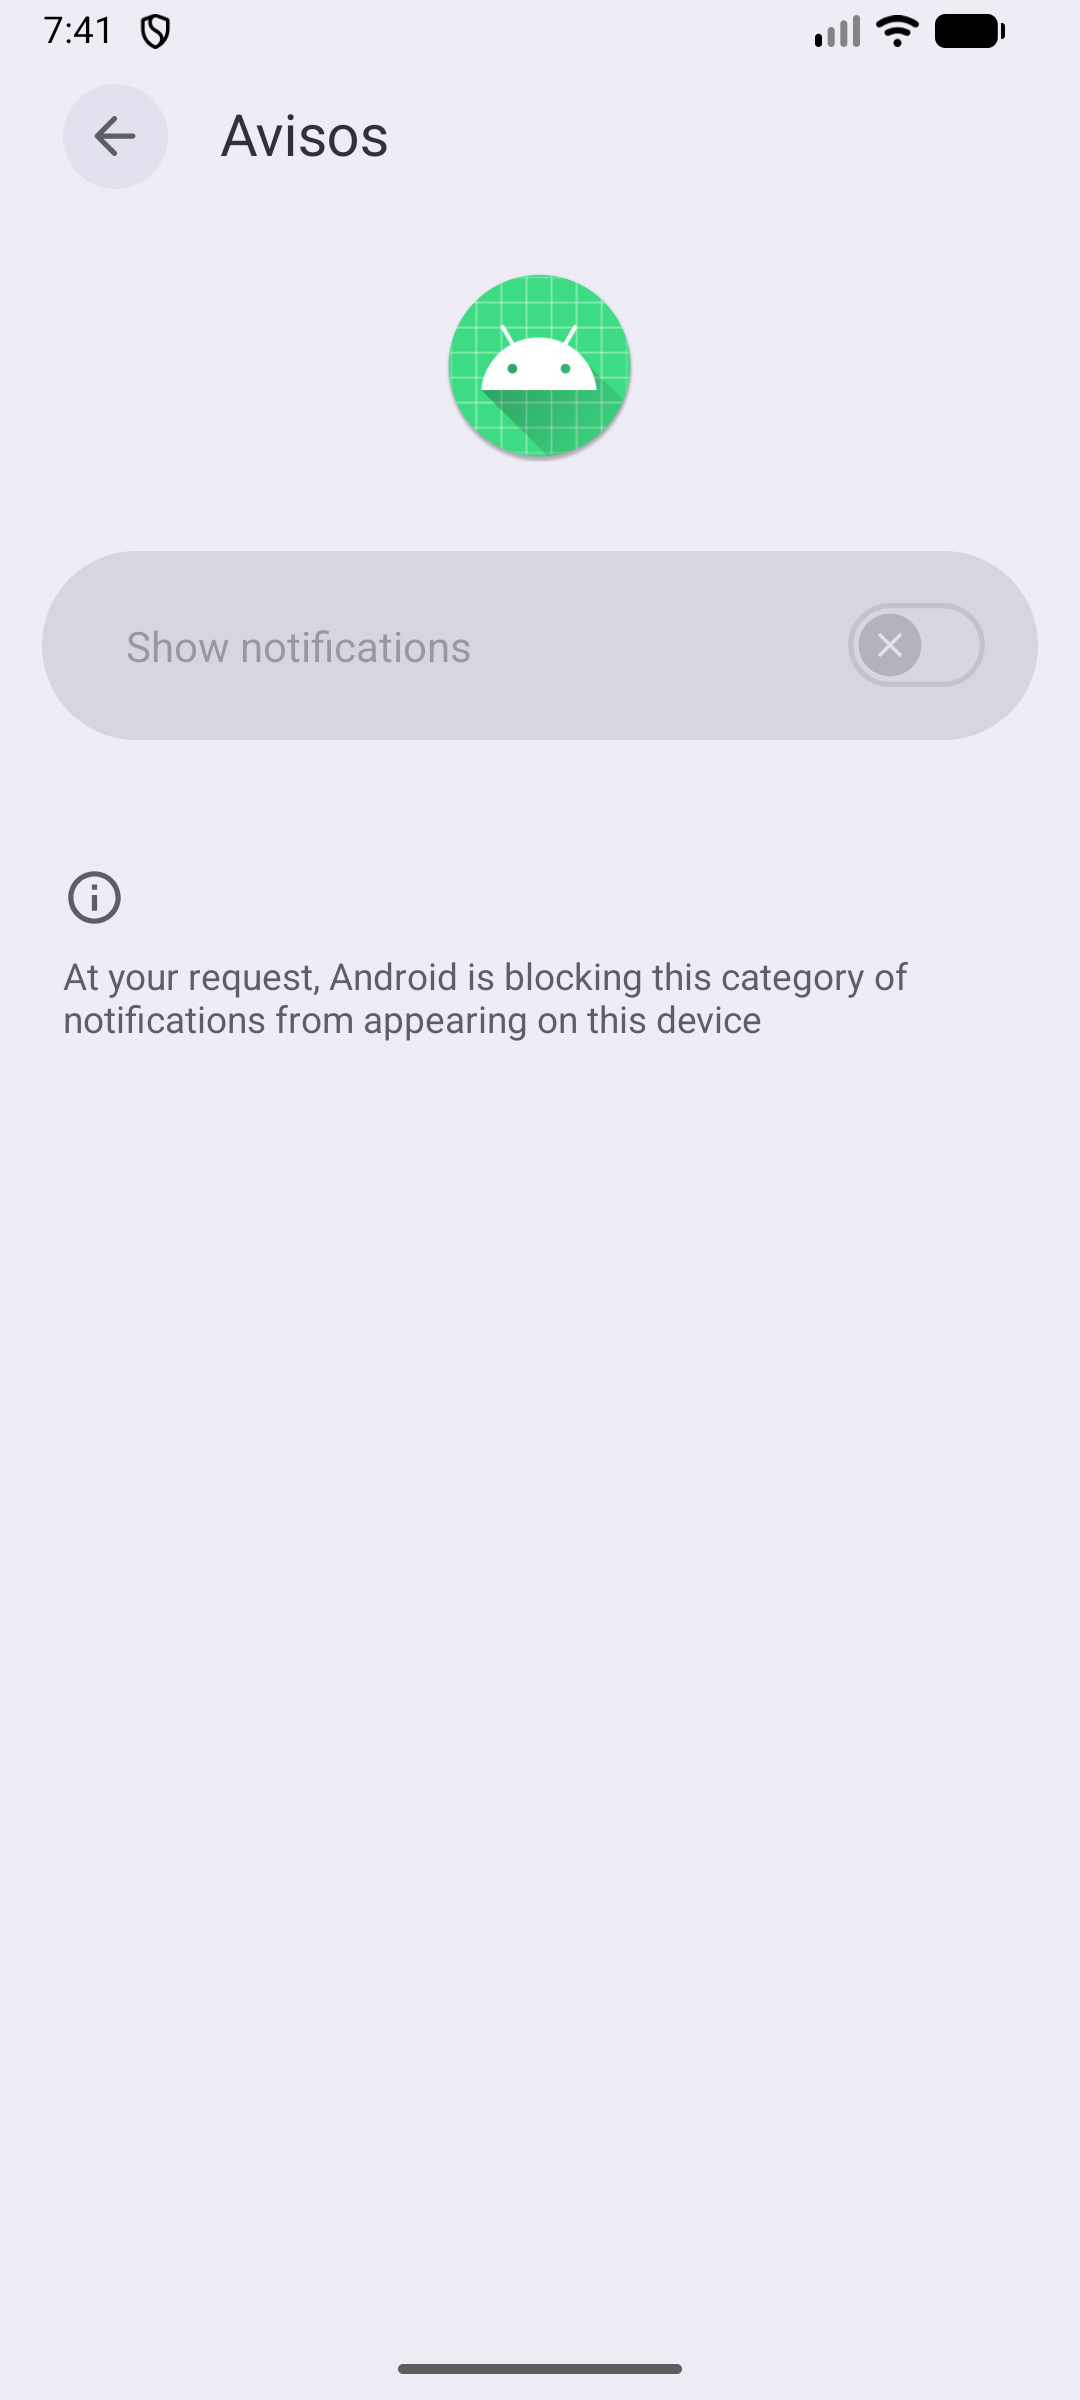 7:41
Avisos
Show notifications
At your request, Android is blocking this category of
notifications from appearing on this device